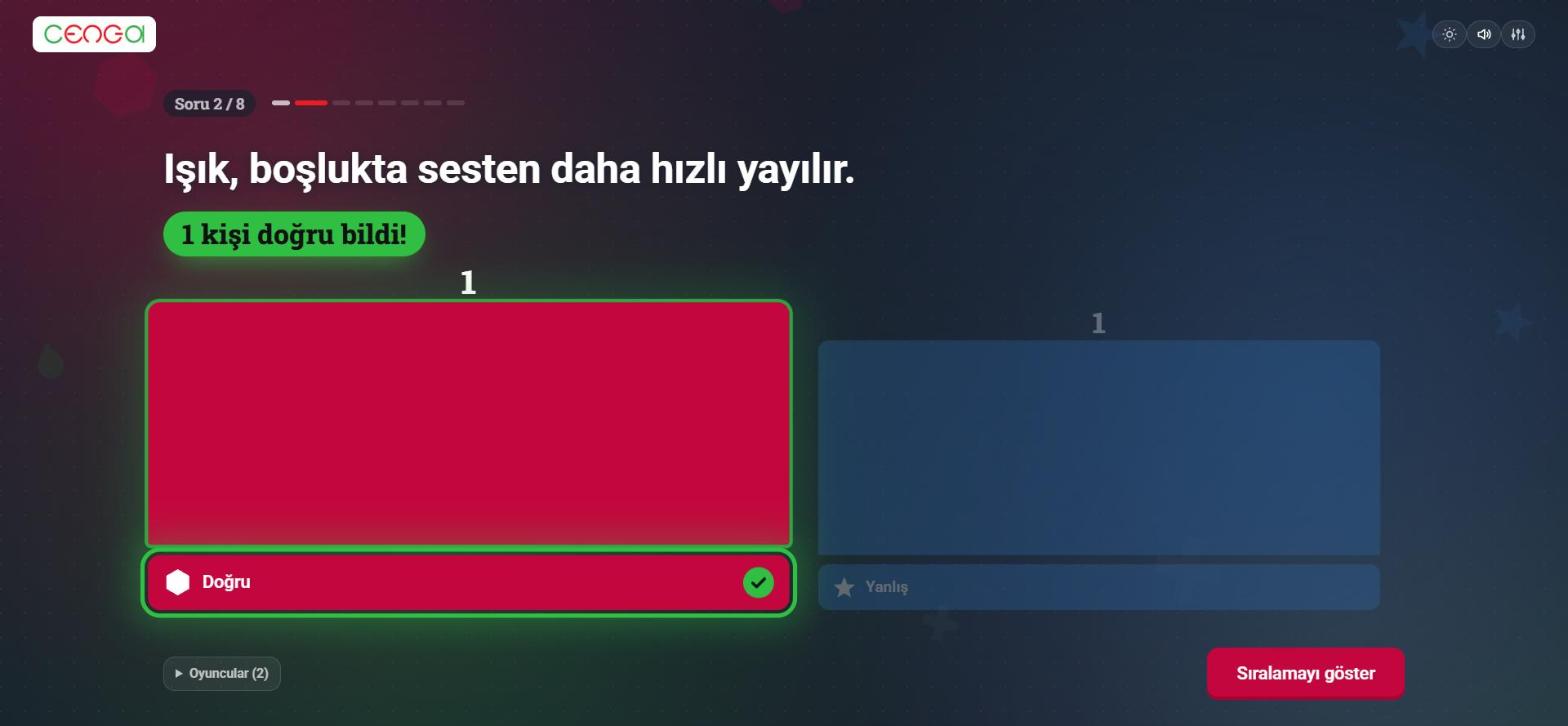 cenga
Soru 2 / 8
Işık, boşlukta sesten daha hızlı yayılır.
1 kişi doğru bildi!
1
1
Doğru
Yanlış
Oyuncular (2)
Sıralamayı göster